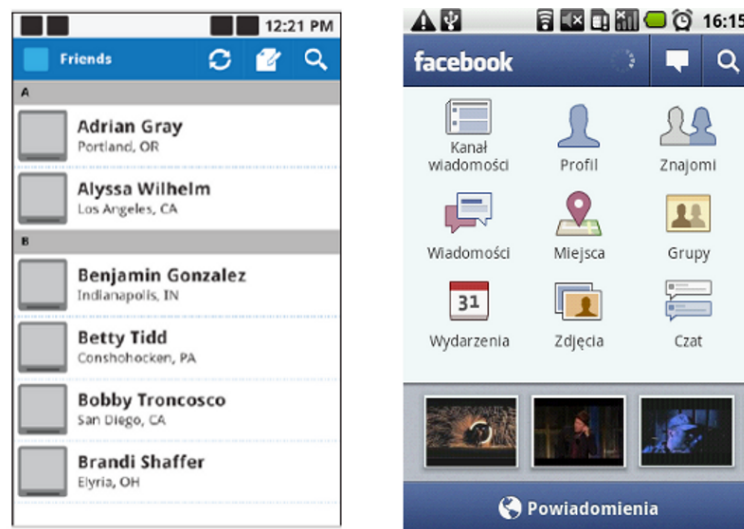 12:21 PM
Friends
A
Adrian Gray
Portland, OR
Alyssa Wilhelm
Los Angeles, CA
B
Benjamin Gonzalez
Indianapolis, IN
Betty Tidd
Conshohocken, PA
Bobby Troncosco
San Diego, CA
Brandi Shaffer
Elyria, OH
16:15
facebook
Kanał
wiadomości
Profil
Znajomi
Wiadomości
Miejsca
Grupy
31
Wydarzenia
Zdjęcia
Czat
Powiadomienia